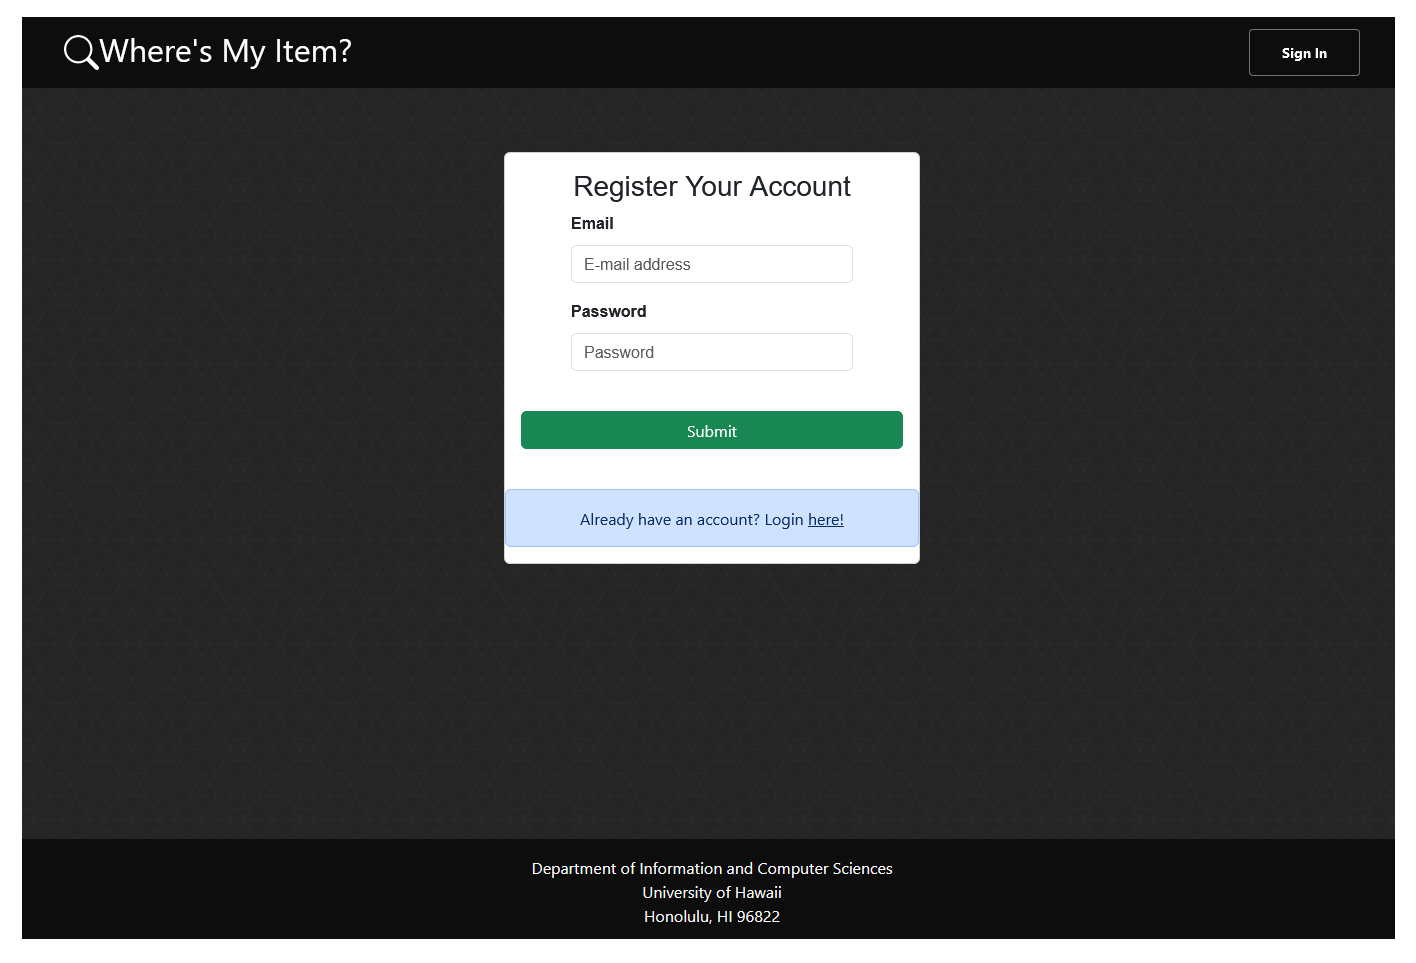 Where's My Item?
Sign In
Register Your Account
Email
E-mail address
Password
Password
Submit
Already have an account? Login here!
Department of Information and Computer Sciences
University of Hawaii
Honolulu, HI 96822